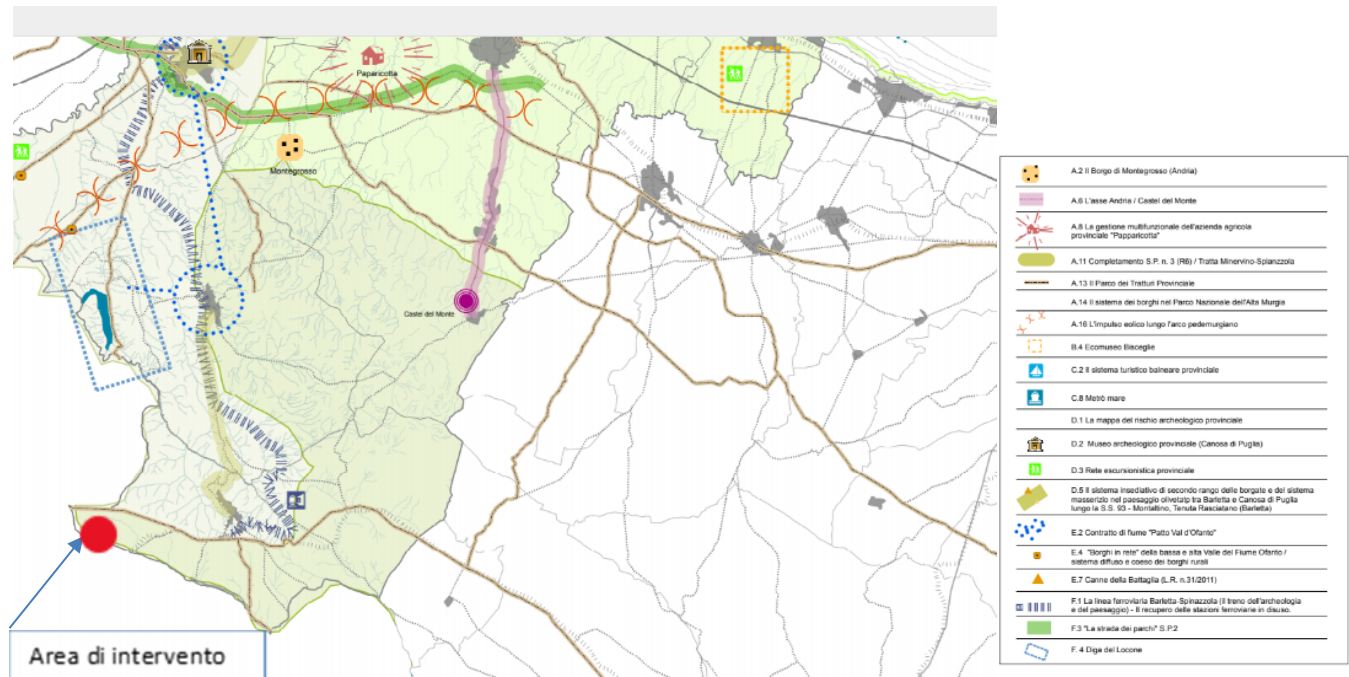 Paparicotta
Montegrosso
Castel del Monte
Area di intervento
A.2 Il Borgo di Montegrosso (Andria)
A.6 L'asse Andria / Castel del Monte
A.8 La gestione multifunzionale dell'azienda agricola
provinciale "Papparicotta"
A.11 Completamento S.P. n. 3 (R6) / Tratta Minervino-Spianzzola
A.13 Il Parco dei Tratturi Provinciale
A.14 Il sistema dei borghi nel Parco Nazionale dell'Alta Murgia
A.16 L'impulso eolico lungo l'arco pedemurgiano
B.4 Ecomuseo Bisceglie
C.2 Il sistema turistico balneare provinciale
C.8 Metrò mare
D.1 La mappa del rischio archeologico provinciale
D.2 Museo archeologico provinciale (Canosa di Puglia)
D.3 Rete escursionistica provinciale
D.5 Il sistema insediativo di secondo rango delle borgate e del sistema
masserizio nel paesaggio olivetato tra Barletta e Canosa di Puglia
lungo la S.S. 93 - Montaltino, Tenuta Rasciatano (Barletta)
E.2 Contratto di fiume "Patto Val d'Ofanto"
E.4 "Borghi in rete" della bassa e alta Valle del Fiume Ofanto /
sistema diffuso e coeso dei borghi rurali
E.7 Canne della Battaglia (L.R. n.31/2011)
F.1 La linea ferroviaria Barletta-Spinazzola (Il treno dell'archeologia
e del paesaggio) - Il recupero delle stazioni ferroviarie in disuso.
F.3 "La strada dei parchi" S.P.2
F. 4 Diga del Locone